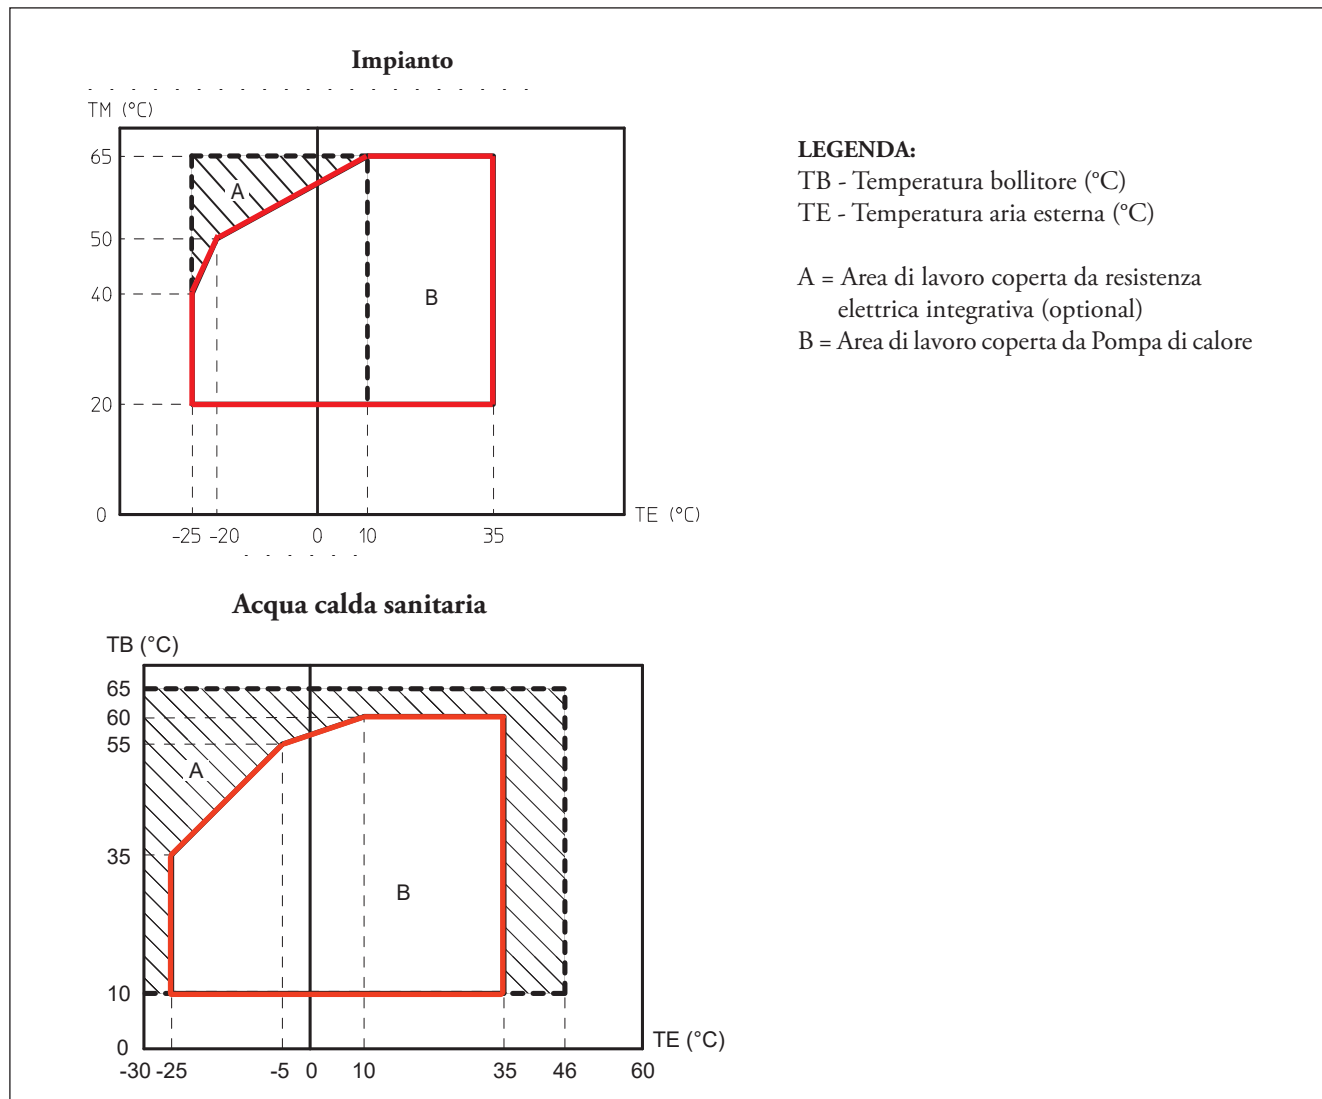 Impianto
TM (°C)
65
A
50
40
B
20
0
TE (°C)
-25 -20 0 10 35
LEGENDA:
TB - Temperatura bollitore (°C)
TE - Temperatura aria esterna (°C)
A = Area di lavoro coperta da resistenza
elettrica integrativa (optional)
B = Area di lavoro coperta da Pompa di calore
Acqua calda sanitaria
TB (°C)
65
60
55
A
35
B
10
0
TE (°C)
-30 -25 -5 0 10 35 46 60